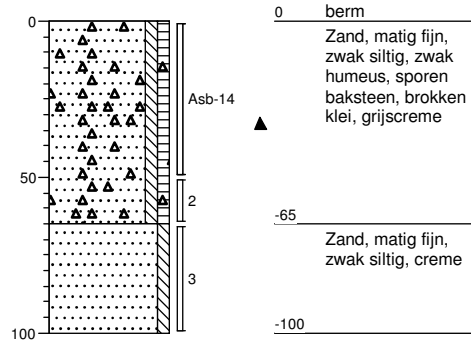 0
50
100
Asb-14
2
3
0 berm
Zand, matig fijn,
zwak siltig, zwak
humeus, sporen
baksteen, brokken
klei, grijscreme
-65
Zand, matig fijn,
zwak siltig, creme
-100